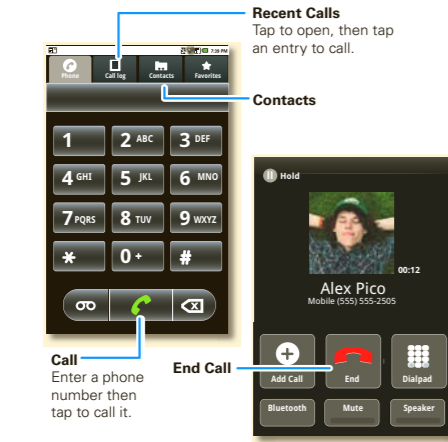 Recent Calls
Tap to open, then tap
an entry to call.
7:39 PM
Phone
Call log
Contacts
Favorites
Contacts
1
2 ABC
3 DEF
4 GHI
5 JKL
6 MNO
7 PQRS
8 TUV
9 WXYZ
*
0 +
#
Call
Enter a phone
number then
tap to call it.
End Call
Hold
00:12
Alex Pico
Mobile (555) 555-2505
Add Call
End
Dialpad
Bluetooth
Mute
Speaker